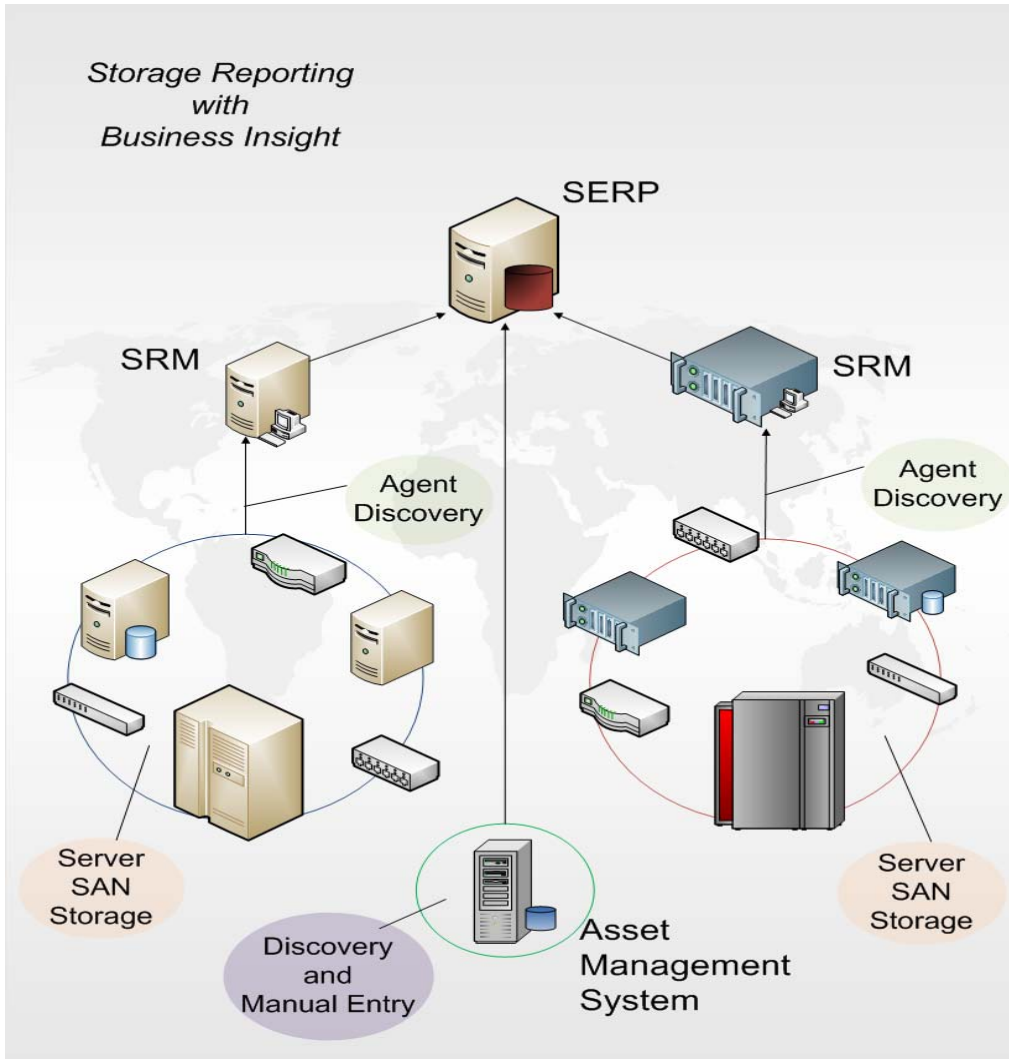 Storage Reporting
with
Business Insight
SERP
SRM
SRM
Agent
Discovery
Agent
Discovery
Server
SAN
Storage
Server
SAN
Storage
Discovery
and
Manual Entry
Asset
Management
System